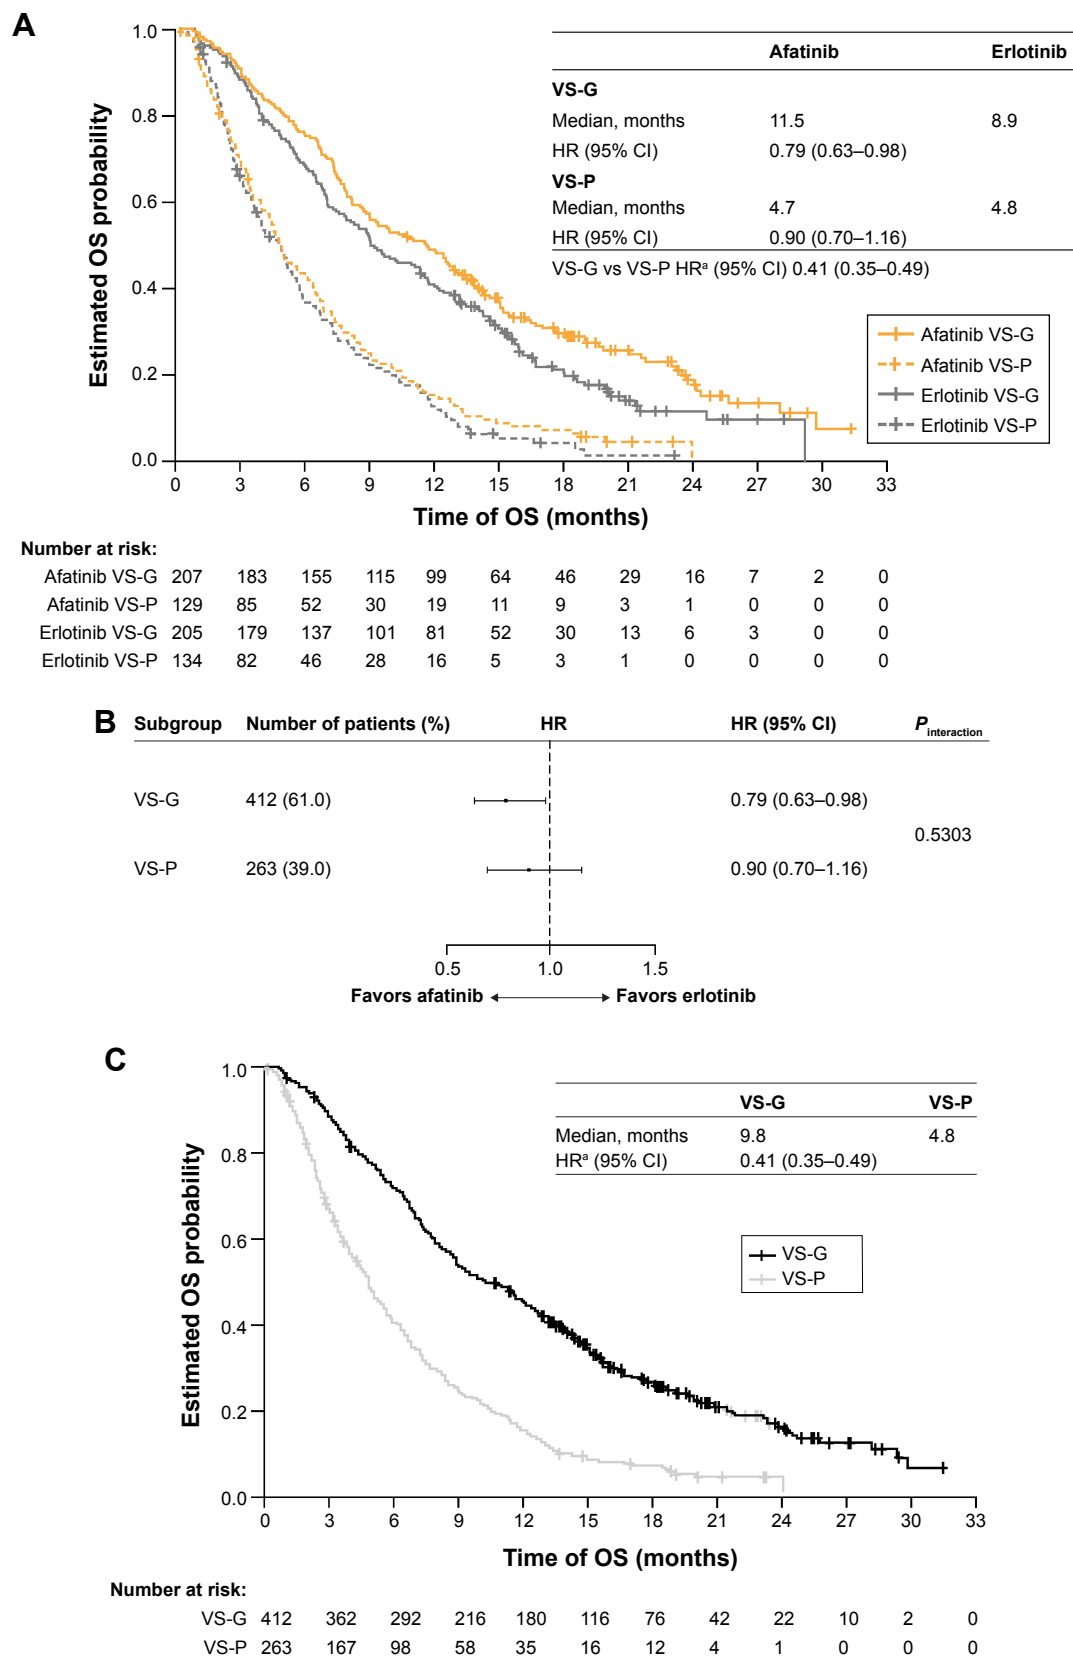 A
Afatinib Erlotinib
VS-G
Median, months 11.5 8.9
HR (95% CI) 0.79 (0.63–0.98)
VS-P
Median, months 4.7 4.8
HR (95% CI) 0.90 (0.70–1.16)
VS-G vs VS-P HRᵃ (95% CI) 0.41 (0.35–0.49)
Estimated OS probability
1.0
0.8
0.6
0.4
0.2
0.0
Afatinib VS-G
Afatinib VS-P
Erlotinib VS-G
Erlotinib VS-P
0 3 6 9 12 15 18 21 24 27 30 33
Time of OS (months)
Number at risk:
Afatinib VS-G 207 183 155 115 99 64 46 29 16 7 2 0
Afatinib VS-P 129 85 52 30 19 11 9 3 1 0 0 0
Erlotinib VS-G 205 179 137 101 81 52 30 13 6 3 0 0
Erlotinib VS-P 134 82 46 28 16 5 3 1 0 0 0 0
B
Subgroup Number of patients (%) HR HR (95% CI) Pinteraction
VS-G 412 (61.0) 0.79 (0.63–0.98)
0.5303
VS-P 263 (39.0) 0.90 (0.70–1.16)
0.5 1.0 1.5
Favors afatinib Favors erlotinib
C
VS-G VS-P
Median, months 9.8 4.8
HRᵃ (95% CI) 0.41 (0.35–0.49)
Estimated OS probability
1.0
0.8
0.6
0.4
0.2
0.0
VS-G
VS-P
0 3 6 9 12 15 18 21 24 27 30 33
Time of OS (months)
Number at risk:
VS-G 412 362 292 216 180 116 76 42 22 10 2 0
VS-P 263 167 98 58 35 16 12 4 1 0 0 0